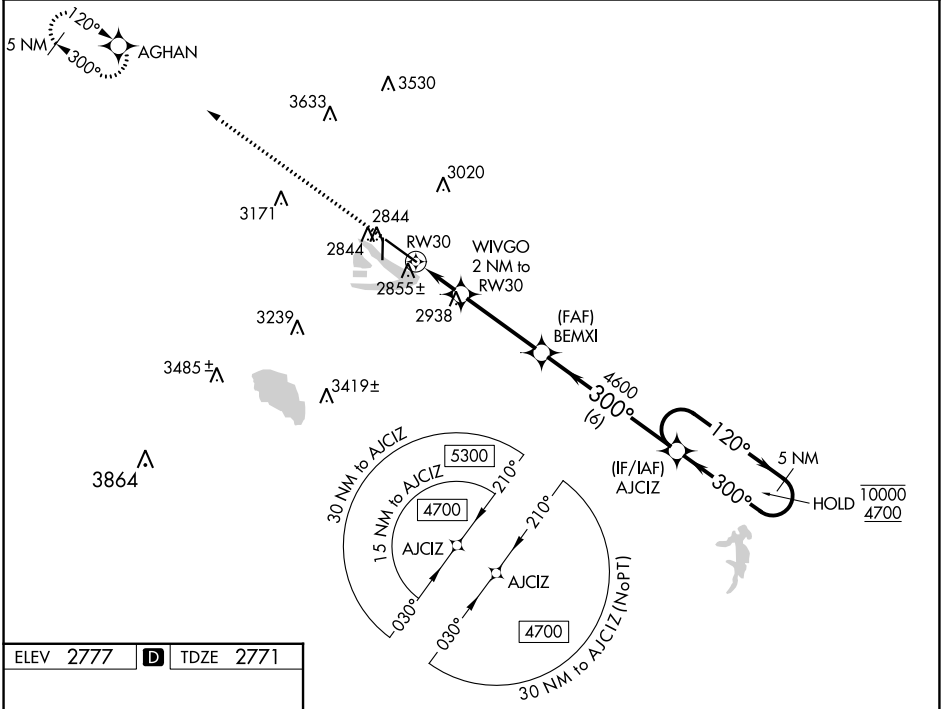 120°
5 NM
300°
AGHAN
3530
3633
3020
3171
2844
2844
RW30
WIVGO
2 NM to
RW30
2855±
2938
(FAF)
BEMXI
3239
3485±
3419±
4600
300°
(6)
120°
5 NM
(IF/IAF)
AJCIZ
300°
HOLD
10000
4700
3864
30 NM to AJCIZ
5300
210°
15 NM to AJCIZ
4700
AJCIZ
030°
210°
AJCIZ
030°
4700
30 NM to AJCIZ (NoPT)
ELEV 2777 D TDZE 2771